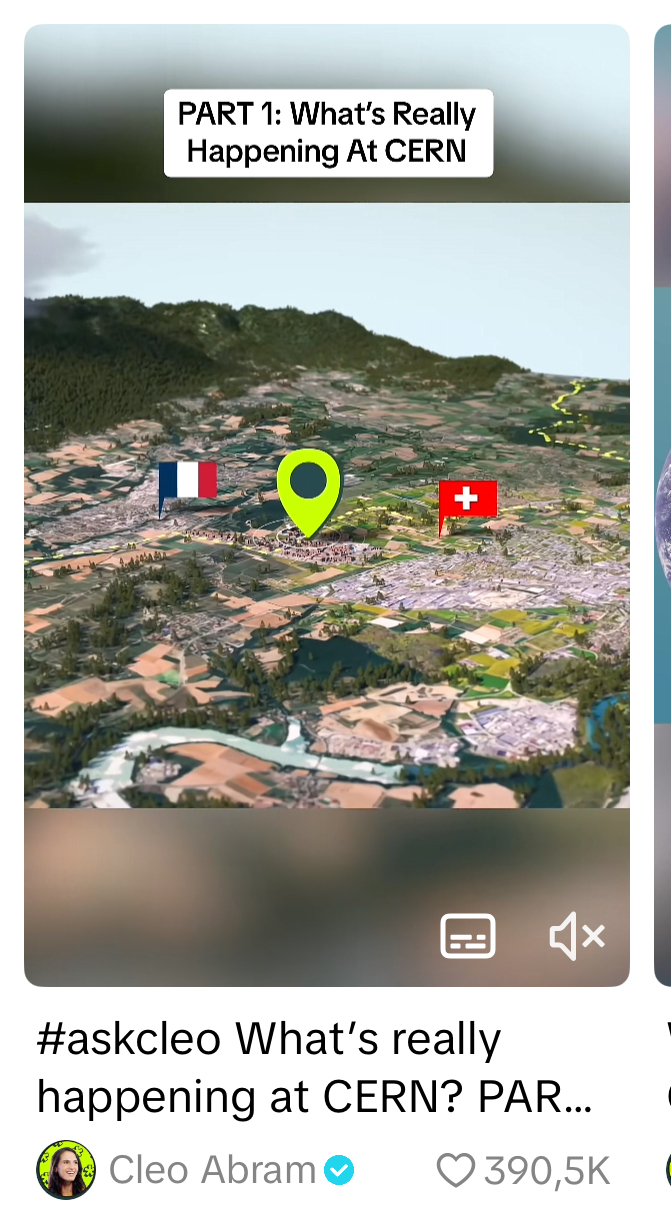 PART 1: What's Really
Happening At CERN
#askcleo What's really
happening at CERN? PAR...
Cleo Abram
390,5K